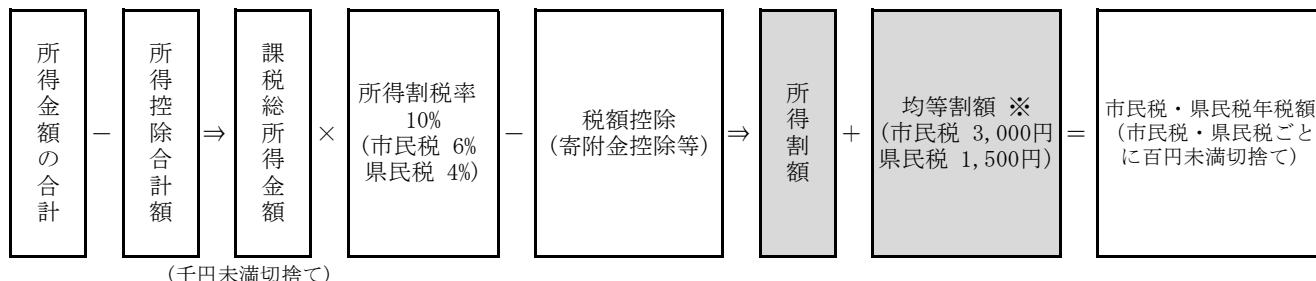 所得金額の合計
−
所得控除合計額
⇒
課税総所得金額
×
所得割税率
10%
(市民税 6%
県民税 4%)
−
税額控除
(寄附金控除等)
⇒
所得割額
+
均等割額 ※
(市民税 3,000円
県民税 1,500円)
=
市民税・県民税年税額
(市民税・県民税ごと
に百円未満切捨て)
(千円未満切捨て)